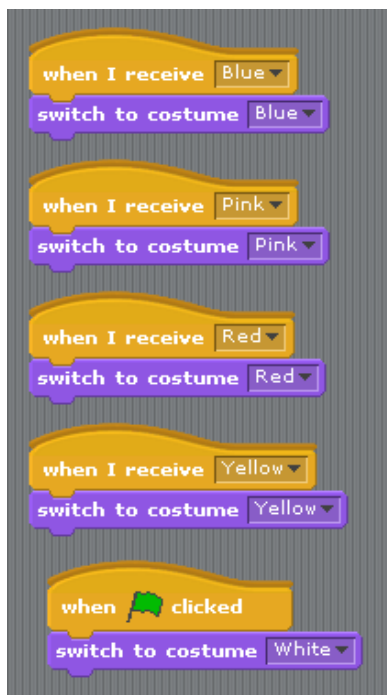 when I receive Blue
switch to costume Blue
when I receive Pink
switch to costume Pink
when I receive Red
switch to costume Red
when I receive Yellow
switch to costume Yellow
when clicked
switch to costume White